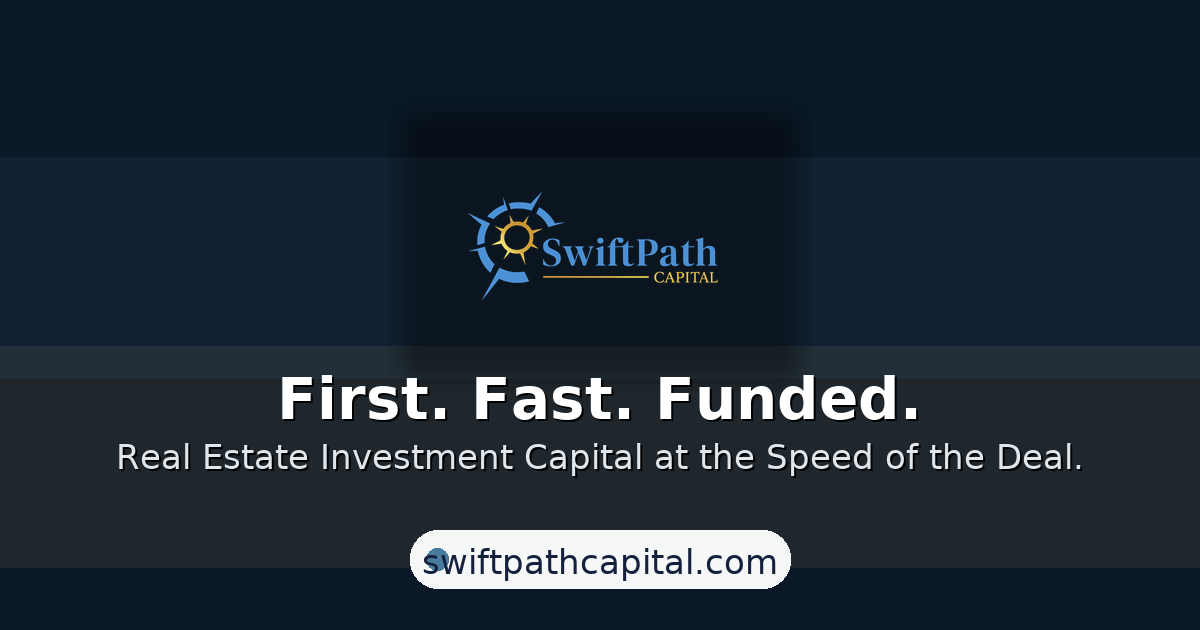 SwiftPath
CAPITAL
First. Fast. Funded.
Real Estate Investment Capital at the Speed of the Deal.
swiftpathcapital.com